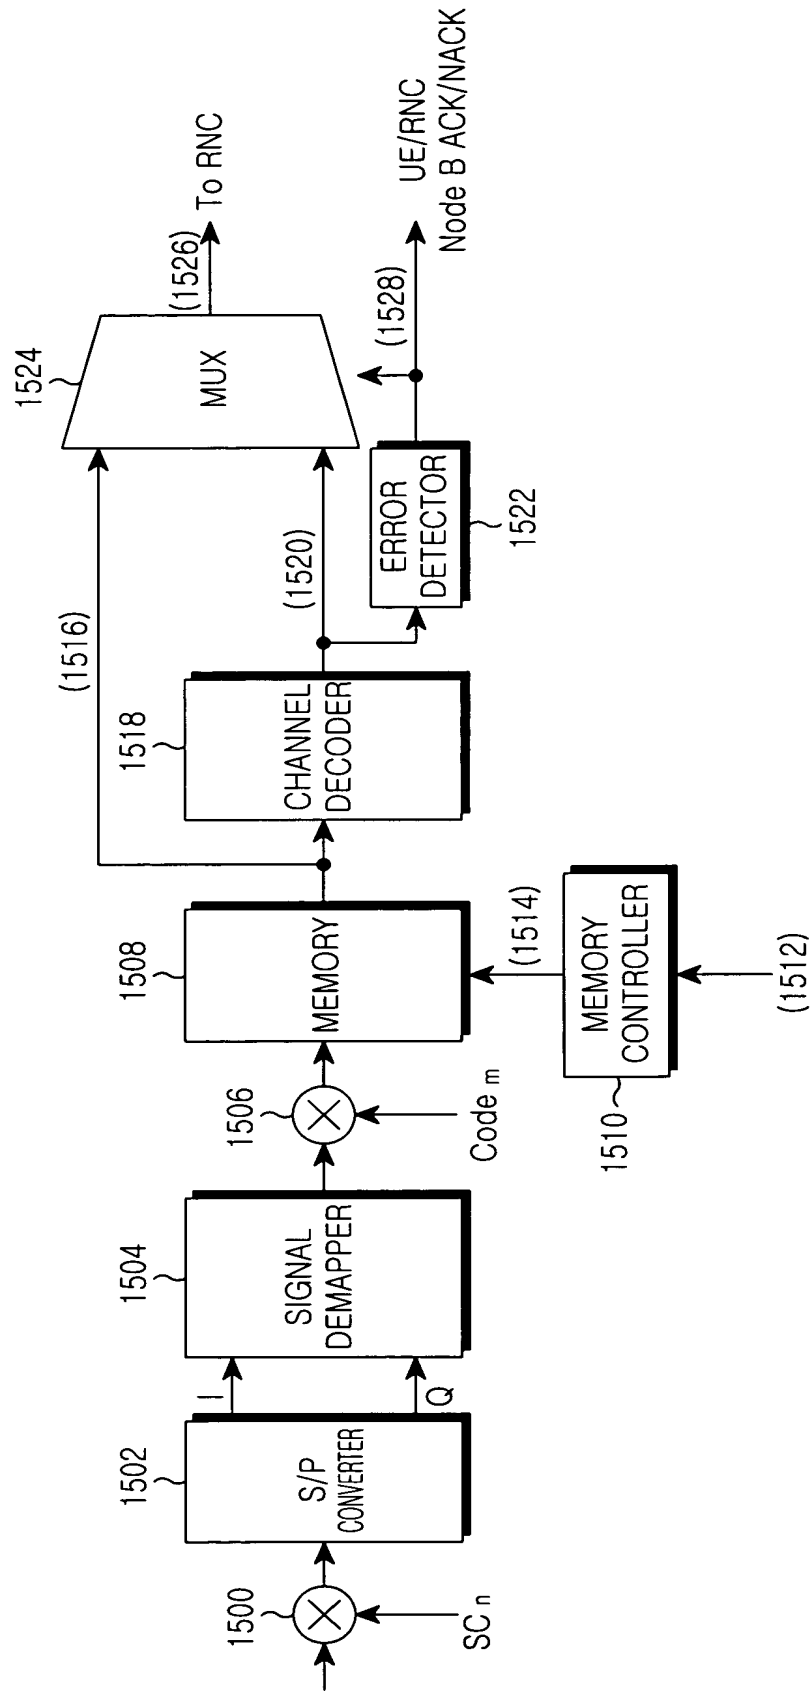 1500
SC n
1502
S/P
CONVERTER
I
Q
1504
SIGNAL
DEMAPPER
1506
Code m
1508
MEMORY
1510
MEMORY
CONTROLLER
(1512)
(1514)
(1516)
1518
CHANNEL
DECODER
(1520)
ERROR
DETECTOR
1522
1524
MUX
(1526)
To RNC
(1528)
UE/RNC
Node B ACK/NACK